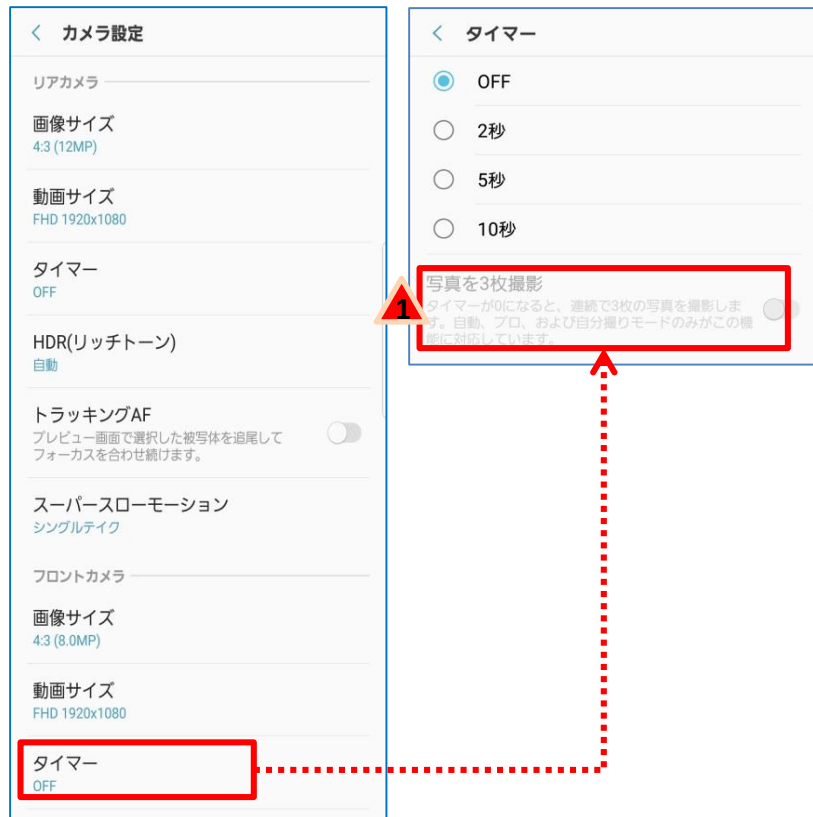 カメラ設定
リアカメラ
画像サイズ
4:3 (12MP)
動画サイズ
FHD 1920x1080
タイマー
OFF
HDR(リッチトーン)
自動
トラッキングAF
プレビュー画面で選択した被写体を追尾して
フォーカスを合わせ続けます。
スーパースローモーション
シングルテイク
フロントカメラ
画像サイズ
4:3 (8.0MP)
動画サイズ
FHD 1920x1080
タイマー
OFF
タイマー
OFF
2秒
5秒
10秒
写真を3枚撮影
タイマーが0になると、連続で3枚の写真を撮影しま
す。自動、プロ、および自分撮りモードのみがこの機
能に対応しています。
1